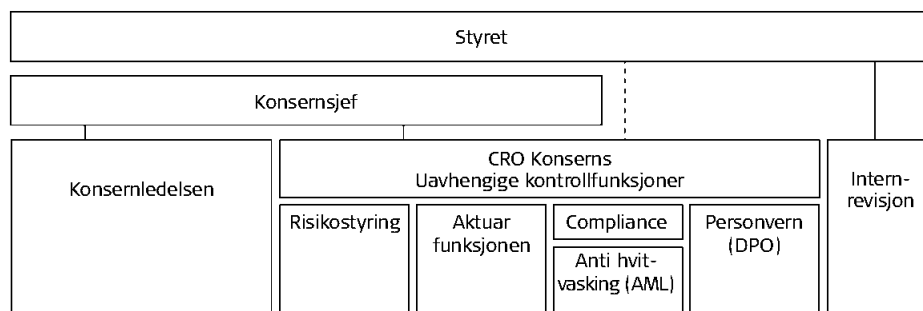 Styret
Konsernsjef
Konsernledelsen
CRO Konserns
Uavhengige kontrollfunksjoner
Intern-
revisjon
Risikostyring
Aktuar
funksjonen
Compliance
Anti hvit-
vasking (AML)
Personvern
(DPO)